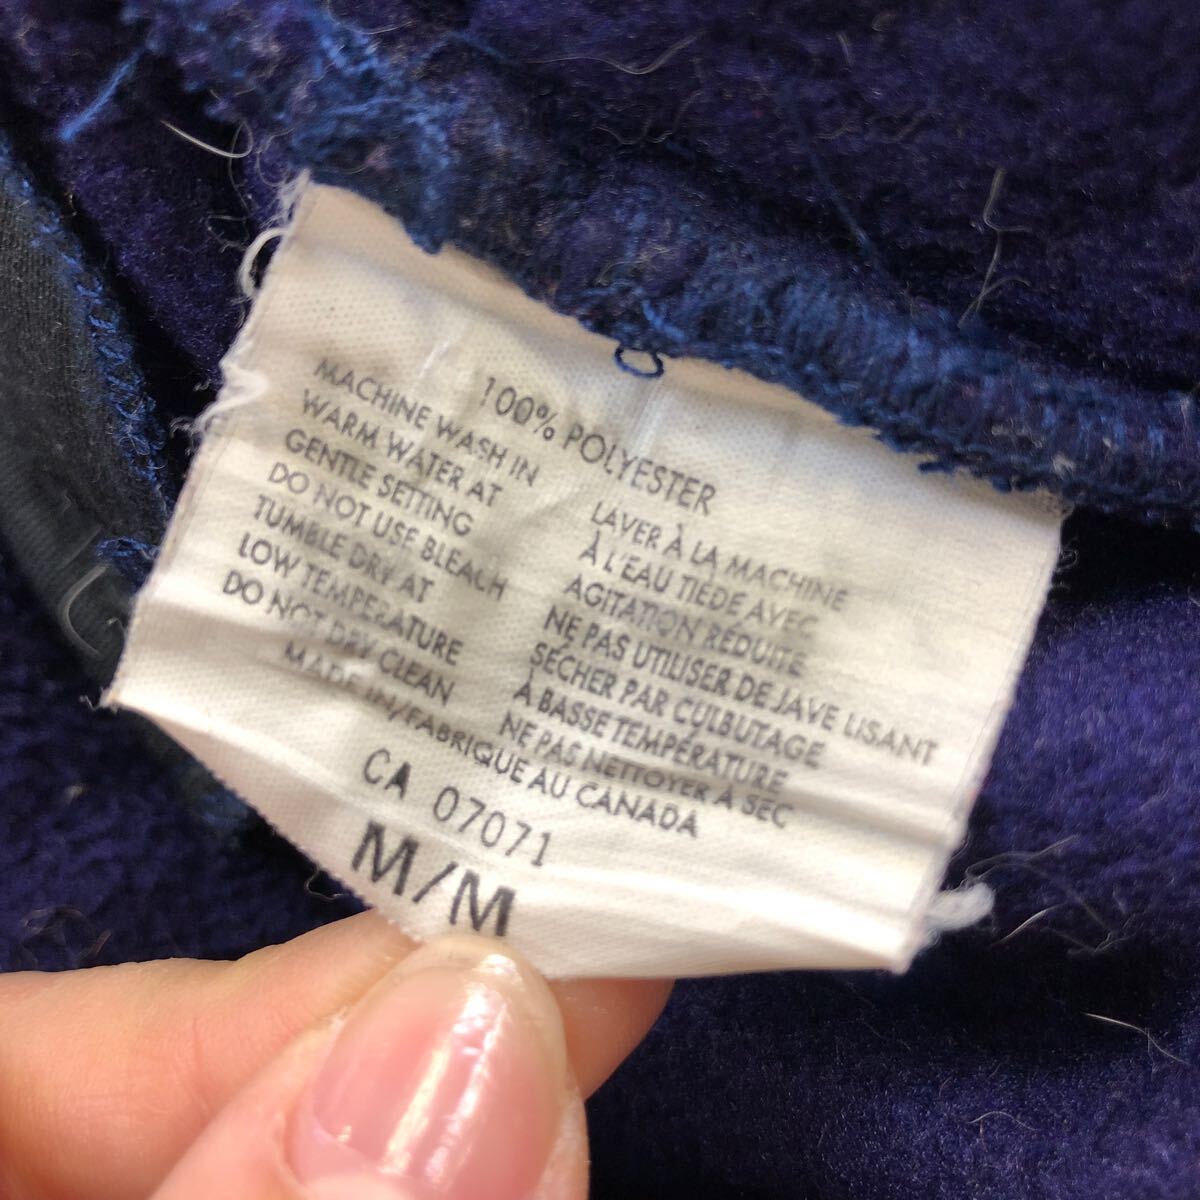 100% POLYESTER
MACHINE WASH IN
WARM WATER AT
GENTLE SETTING
DO NOT USE BLEACH
TUMBLE DRY AT
LOW TEMPERATURE
DO NOT DRY CLEAN
LAVER À LA MACHINE
À L'EAU TIÈDE AVEC
AGITATION RÉDUITE
NE PAS UTILISER DE JAVE LISANT
SÉCHER PAR CULBUTAGE
À BASSE TEMPÉRATURE
NE PAS NETTOYER À SEC
MADE IN/FABRIQUE AU CANADA
CA 07071
M/M